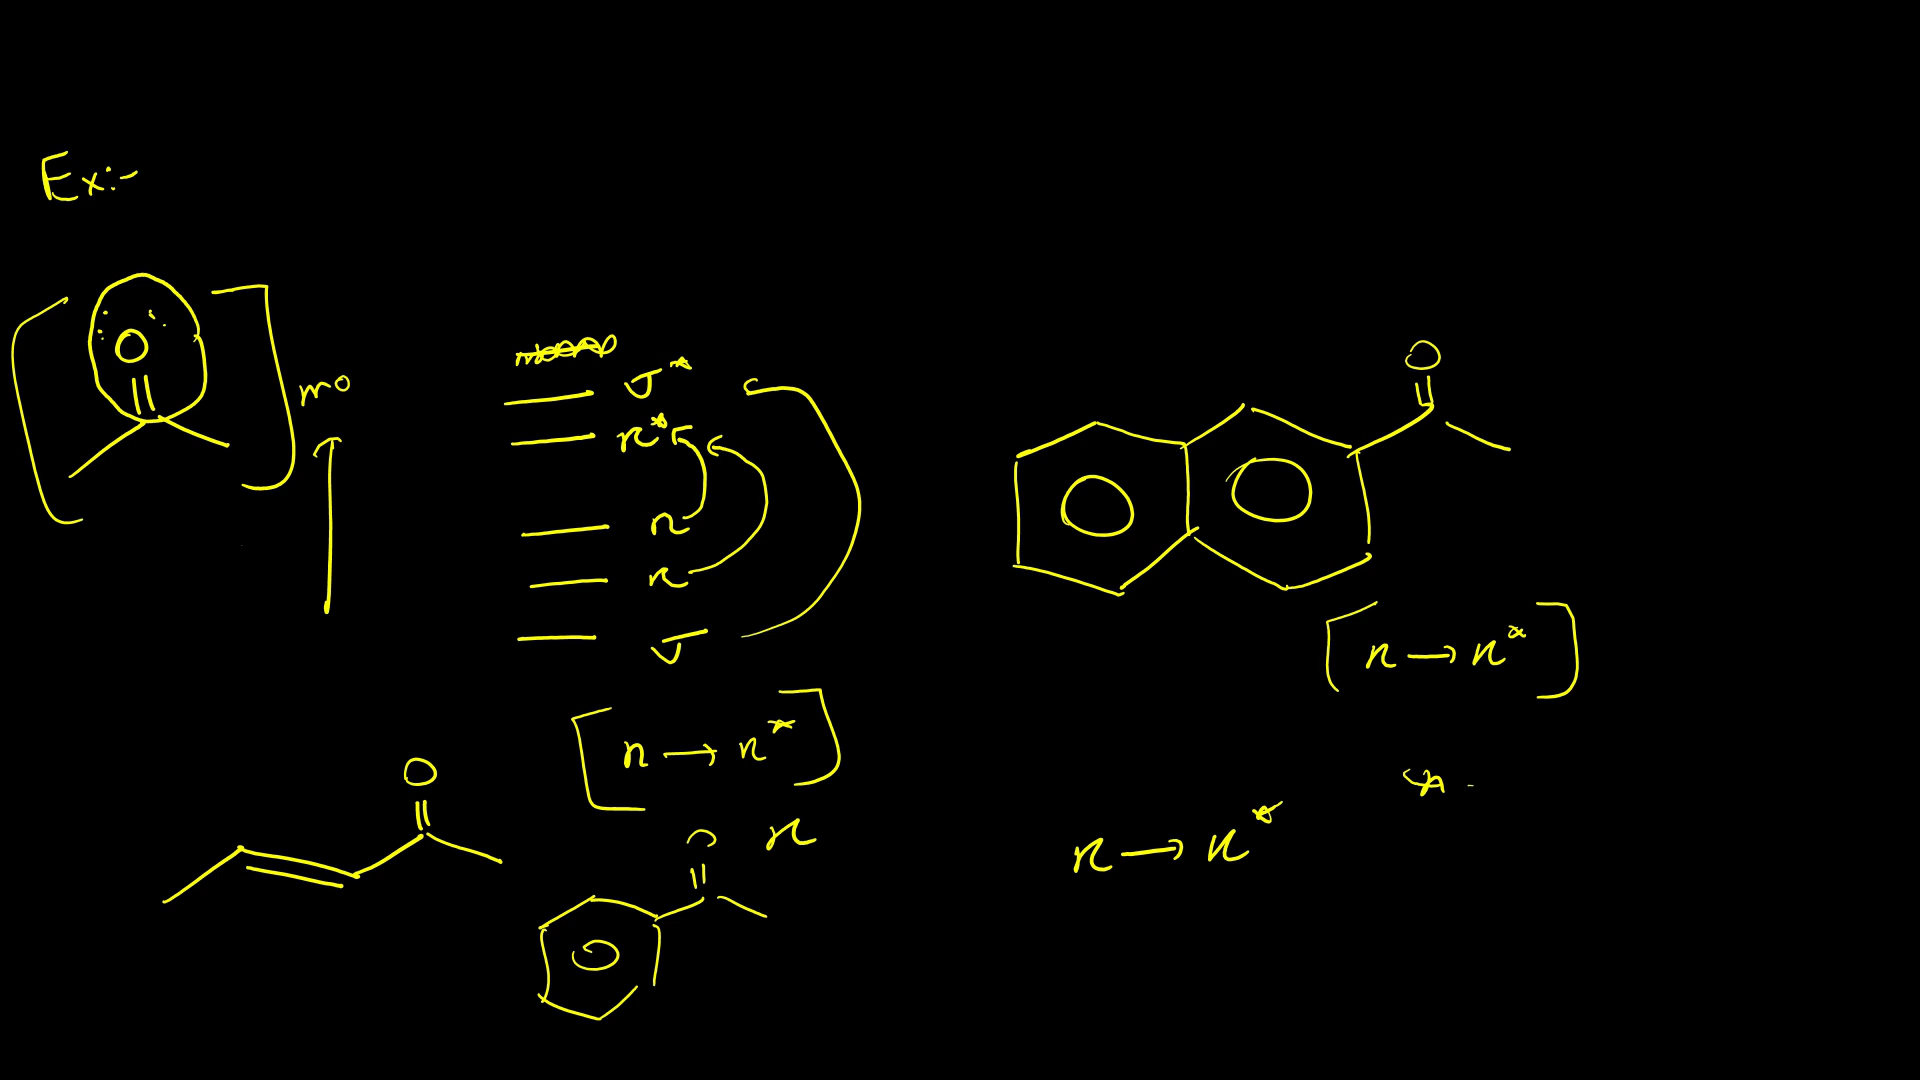 Ex:-
O
mo
σ*
π*
n
π
σ
[n → π*]
O
[π → π*]
O
O
π
π → π*